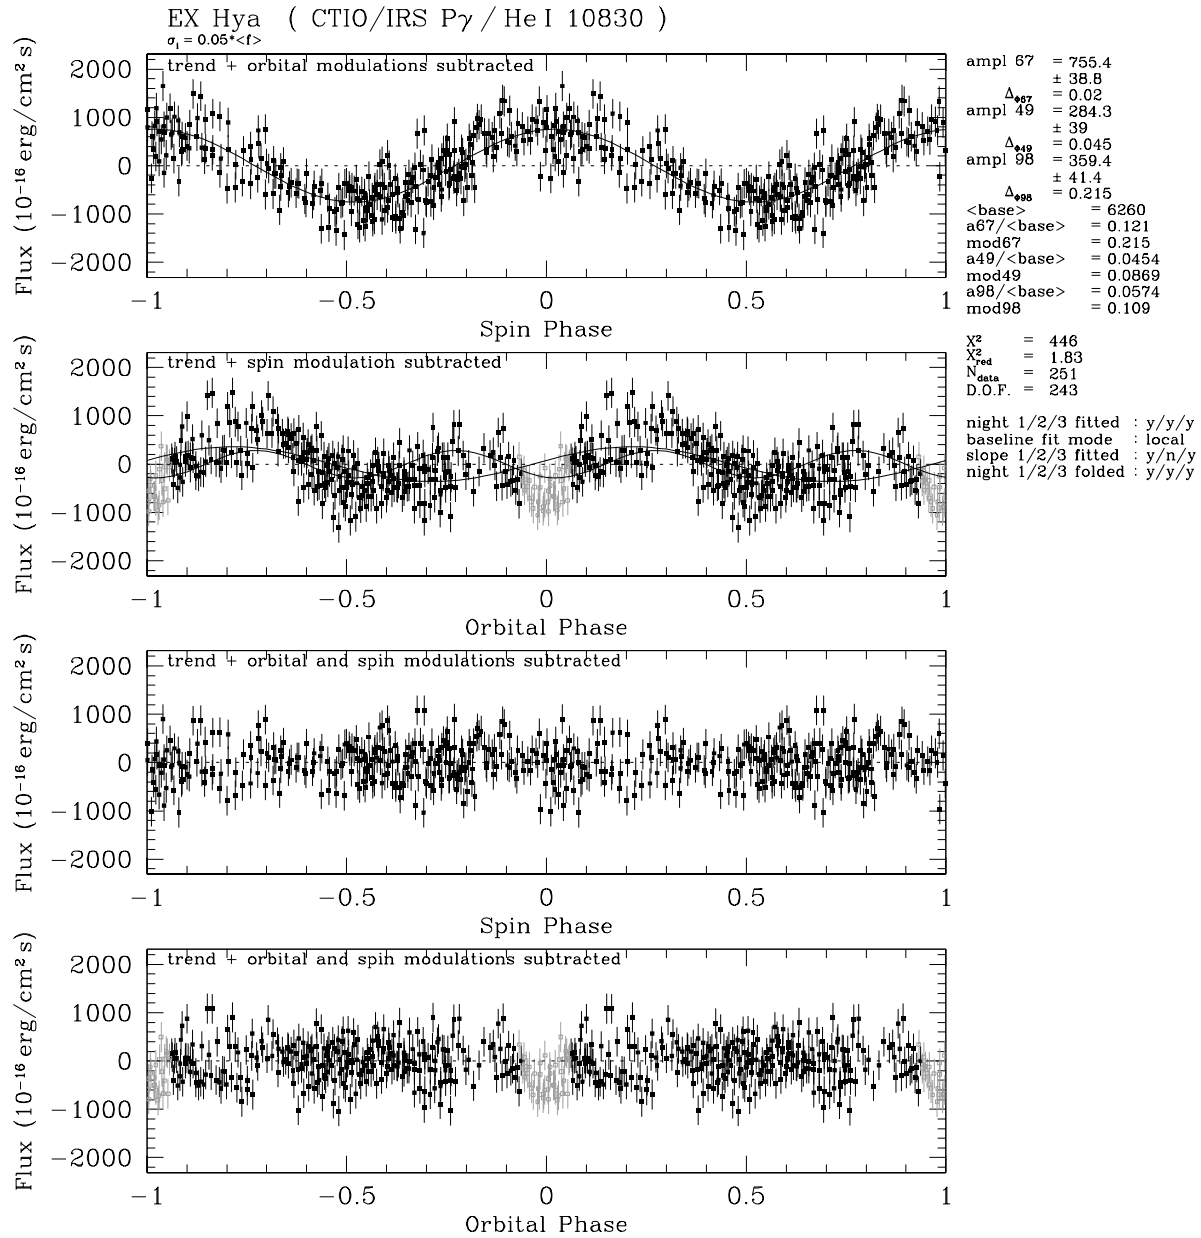 EX Hya ( CTIO/IRS Pγ / He I 10830 )
σᵢ = 0.05*<f>
trend + orbital modulations subtracted
Flux (10⁻¹⁶ erg/cm² s)
2000
1000
0
−1000
−2000
−1 −0.5 0 0.5 1
Spin Phase
trend + spin modulation subtracted
Flux (10⁻¹⁶ erg/cm² s)
2000
1000
0
−1000
−2000
−1 −0.5 0 0.5 1
Orbital Phase
trend + orbital and spin modulations subtracted
Flux (10⁻¹⁶ erg/cm² s)
2000
1000
0
−1000
−2000
−1 −0.5 0 0.5 1
Spin Phase
trend + orbital and spin modulations subtracted
Flux (10⁻¹⁶ erg/cm² s)
2000
1000
0
−1000
−2000
−1 −0.5 0 0.5 1
Orbital Phase
ampl 67 = 755.4
± 38.8
Δ_Φ67 = 0.02
ampl 49 = 284.3
± 39
Δ_Φ49 = 0.045
ampl 98 = 359.4
± 41.4
Δ_Φ98 = 0.215
<base> = 6260
a67/<base> = 0.121
mod67 = 0.215
a49/<base> = 0.0454
mod49 = 0.0869
a98/<base> = 0.0574
mod98 = 0.109
X² = 446
X²_red = 1.83
N_data = 251
D.O.F. = 243
night 1/2/3 fitted : y/y/y
baseline fit mode : local
slope 1/2/3 fitted : y/n/y
night 1/2/3 folded : y/y/y